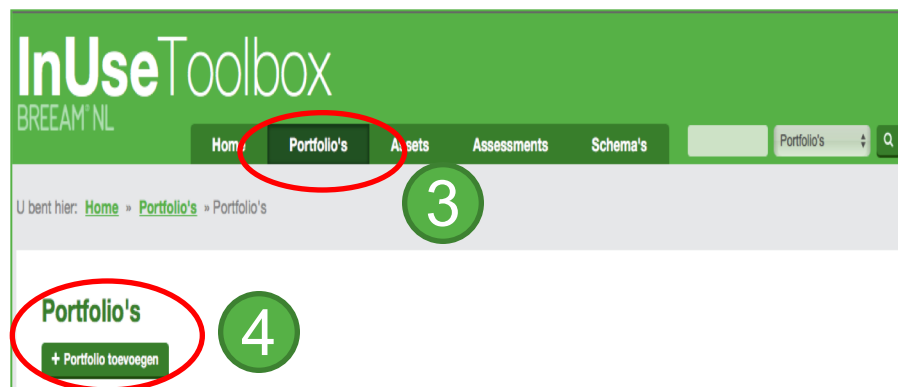 InUseToolbox
BREEAM® NL
Home Portfolio's Assets Assessments Schema's Portfolio's
3
U bent hier: Home » Portfolio's » Portfolio's
Portfolio's
4
+ Portfolio toevoegen